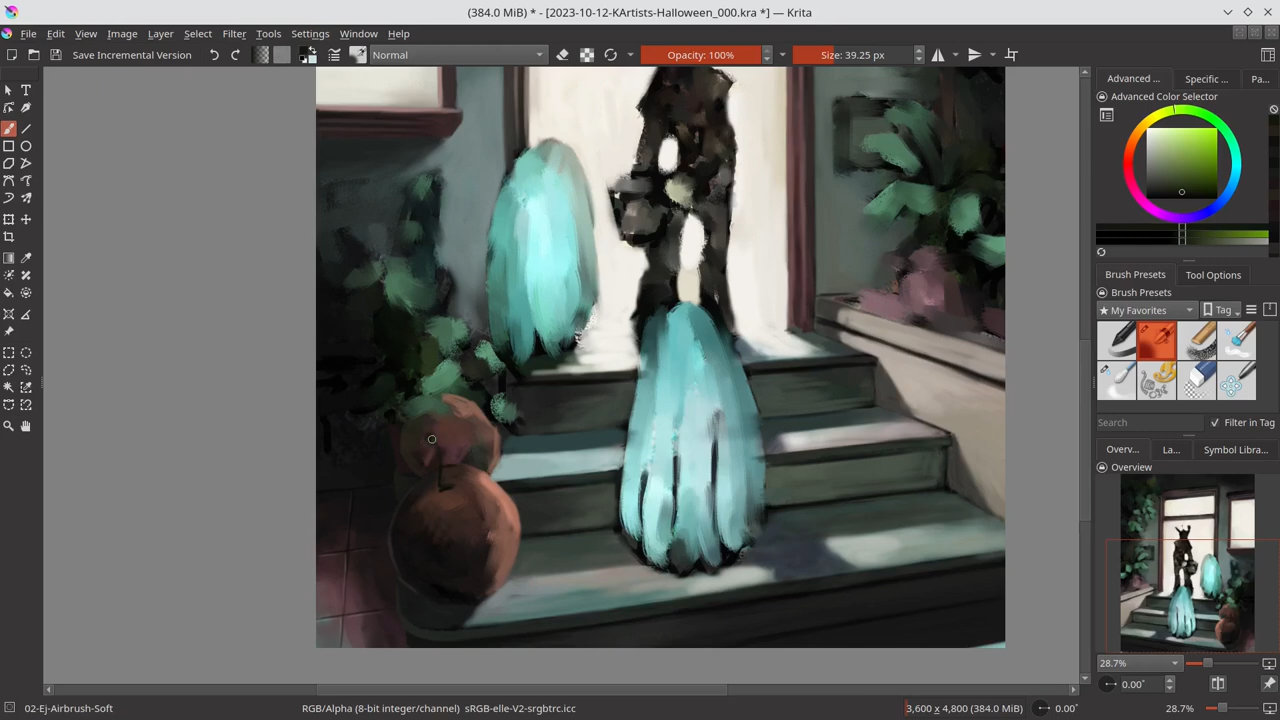 (384.0 MiB) * - [2023-10-12-KArtists-Halloween_000.kra *] — Krita
File Edit View Image Layer Select Filter Tools Settings Window Help
Save Incremental Version Normal Opacity: 100% Size: 39.25 px
Advanced ... Specific ... Pa...
Advanced Color Selector
Brush Presets Tool Options
Brush Presets
★ My Favorites Tag
Search ✓ Filter in Tag
Overv... La... Symbol Libra...
Overview
28.7%
0.00°
02-Ej-Airbrush-Soft RGB/Alpha (8-bit integer/channel) sRGB-elle-V2-srgbtrc.icc 3,600 x 4,800 (384.0 MiB) 0.00° 28.7%